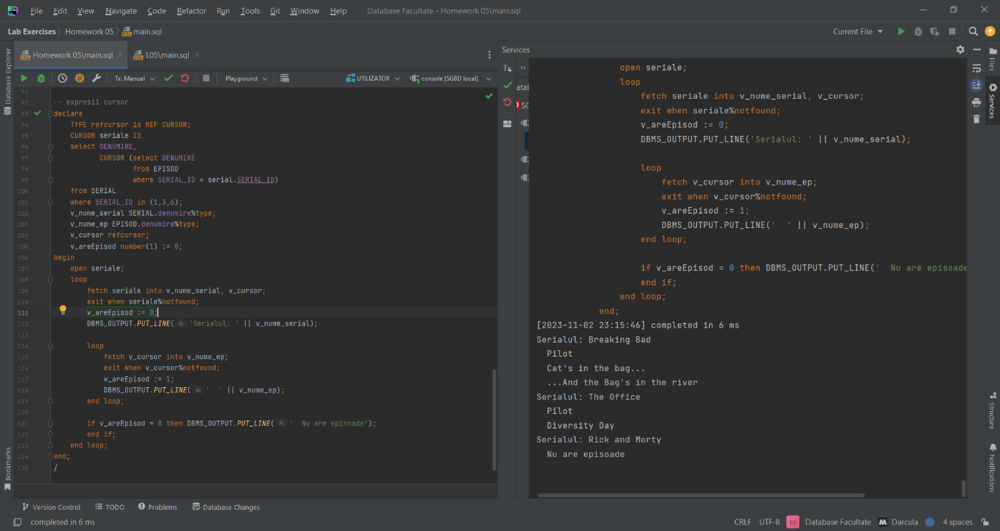 File Edit View Navigate Code Refactor Run Tools Git Window Help Database Facultate - Homework 05\main.sql
Lab Exercises Homework 05 main.sql Current File
Homework 05\main.sql L05\main.sql
Tx: Manual Playground UTILIZATOR console [SGBD local]
Database Explorer
Bookmarks
91
92 -- expresii cursor
93 declare
94 TYPE refcursor is REF CURSOR;
95 CURSOR seriale IS
96 select DENUMIRE,
97 CURSOR (select DENUMIRE
98 from EPISOD
99 where SERIAL_ID = serial.SERIAL_ID)
100 from SERIAL
101 where SERIAL_ID in (1,3,6);
102 v_nume_serial SERIAL.denumire%type;
103 v_nume_ep EPISOD.denumire%type;
104 v_cursor refcursor;
105 v_areEpisod number(1) := 0;
106 begin
107 open seriale;
108 loop
109 fetch seriale into v_nume_serial, v_cursor;
110 exit when seriale%notfound;
111 v_areEpisod := 0;
112 DBMS_OUTPUT.PUT_LINE( A: 'Serialul: ' || v_nume_serial);
113
114 loop
115 fetch v_cursor into v_nume_ep;
116 exit when v_cursor%notfound;
117 v_areEpisod := 1;
118 DBMS_OUTPUT.PUT_LINE( A: '  ' || v_nume_ep);
119 end loop;
120
121 if v_areEpisod = 0 then DBMS_OUTPUT.PUT_LINE( A: '  Nu are episoade');
122 end if;
123 end loop;
124 end;
125 /
Services
Tx
atal
SG
open seriale;
loop
fetch seriale into v_nume_serial, v_cursor;
exit when seriale%notfound;
v_areEpisod := 0;
DBMS_OUTPUT.PUT_LINE('Serialul: ' || v_nume_serial);
loop
fetch v_cursor into v_nume_ep;
exit when v_cursor%notfound;
v_areEpisod := 1;
DBMS_OUTPUT.PUT_LINE('  ' || v_nume_ep);
end loop;
if v_areEpisod = 0 then DBMS_OUTPUT.PUT_LINE('  Nu are episoade
end if;
end loop;
end;
[2023-11-02 23:15:46] completed in 6 ms
Serialul: Breaking Bad
Pilot
Cat's in the bag...
...And the Bag's in the river
Serialul: The Office
Pilot
Diversity Day
Serialul: Rick and Morty
Nu are episoade
Files
Services
Structure
Notifications
Version Control TODO Problems Database Changes
completed in 6 ms CRLF UTF-8 DF Database Facultate Darcula 4 spaces